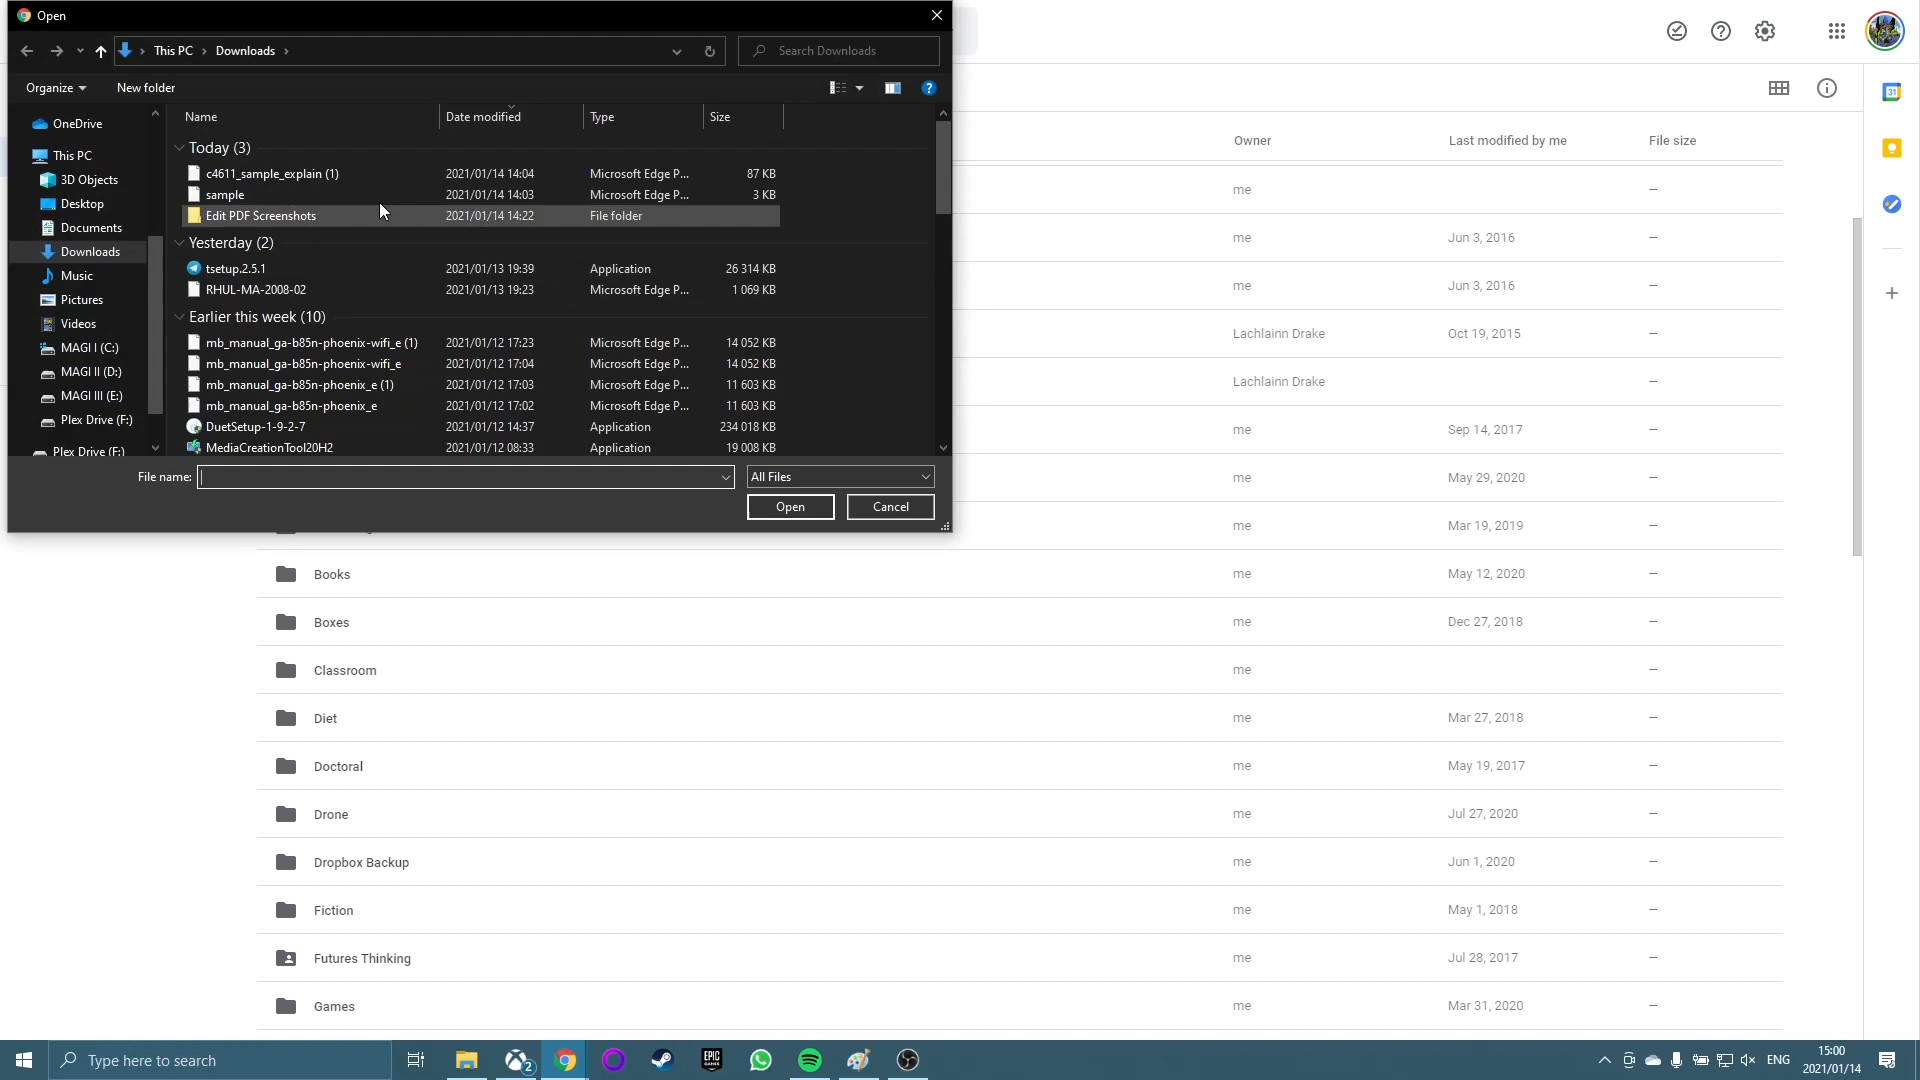 Open
This PC > Downloads >
Search Downloads
Organize
New folder
Name
Date modified
Type
Size
OneDrive
This PC
3D Objects
Desktop
Documents
Downloads
Music
Pictures
Videos
MAGI I (C:)
MAGI II (D:)
MAGI III (E:)
Plex Drive (F:)
Plex Drive (F:)
Today (3)
c4611_sample_explain (1) 2021/01/14 14:04 Microsoft Edge P... 87 KB
sample 2021/01/14 14:03 Microsoft Edge P... 3 KB
Edit PDF Screenshots 2021/01/14 14:22 File folder
Yesterday (2)
tsetup.2.5.1 2021/01/13 19:39 Application 26 314 KB
RHUL-MA-2008-02 2021/01/13 19:23 Microsoft Edge P... 1 069 KB
Earlier this week (10)
mb_manual_ga-b85n-phoenix-wifi_e (1) 2021/01/12 17:23 Microsoft Edge P... 14 052 KB
mb_manual_ga-b85n-phoenix-wifi_e 2021/01/12 17:04 Microsoft Edge P... 14 052 KB
mb_manual_ga-b85n-phoenix_e (1) 2021/01/12 17:03 Microsoft Edge P... 11 603 KB
mb_manual_ga-b85n-phoenix_e 2021/01/12 17:02 Microsoft Edge P... 11 603 KB
DuetSetup-1-9-2-7 2021/01/12 14:37 Application 234 018 KB
MediaCreationTool20H2 2021/01/12 08:33 Application 19 008 KB
File name:
All Files
Open
Cancel
31
Owner Last modified by me File size
me –
me Jun 3, 2016 –
me Jun 3, 2016 –
Lachlainn Drake Oct 19, 2015 –
Lachlainn Drake –
me Sep 14, 2017 –
me May 29, 2020 –
me Mar 19, 2019 –
Books me May 12, 2020 –
Boxes me Dec 27, 2018 –
Classroom me –
Diet me Mar 27, 2018 –
Doctoral me May 19, 2017 –
Drone me Jul 27, 2020 –
Dropbox Backup me Jun 1, 2020 –
Fiction me May 1, 2018 –
Futures Thinking me Jul 28, 2017 –
Games me Mar 31, 2020 –
Type here to search
2
EPIC
GAMES
ENG
15:00
2021/01/14